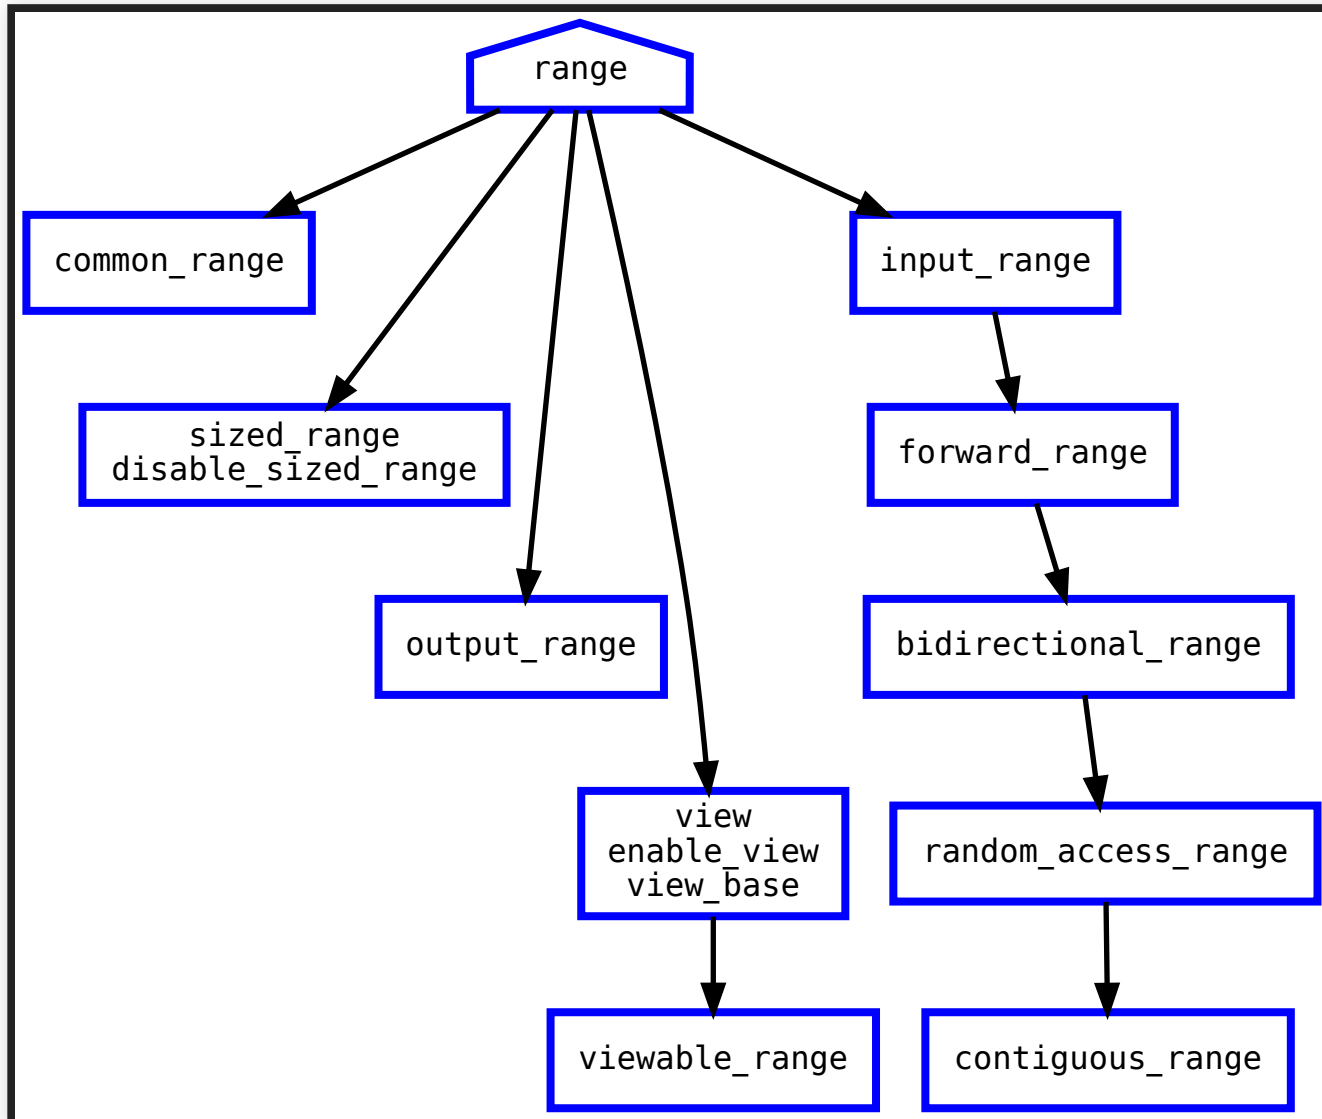 range
common_range
input_range
sized_range
disable_sized_range
forward_range
output_range
bidirectional_range
view
enable_view
view_base
random_access_range
viewable_range
contiguous_range